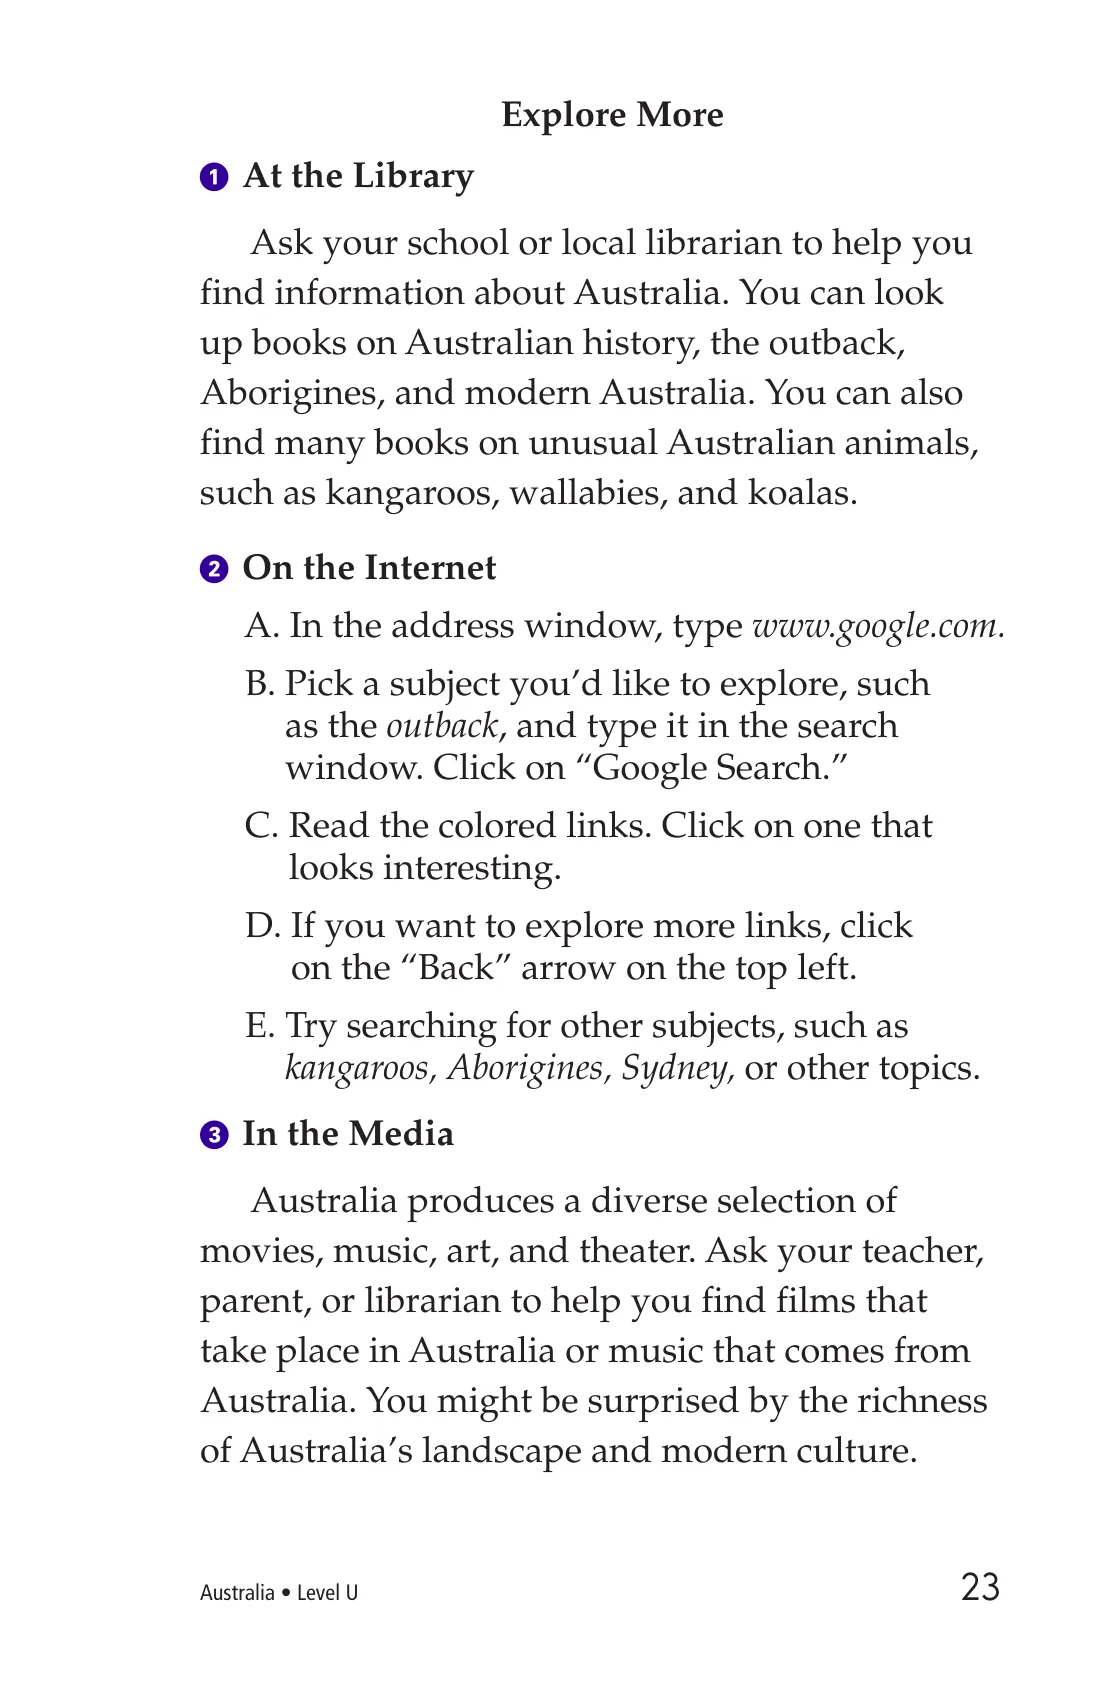 Explore More
1 At the Library
Ask your school or local librarian to help you
find information about Australia. You can look
up books on Australian history, the outback,
Aborigines, and modern Australia. You can also
find many books on unusual Australian animals,
such as kangaroos, wallabies, and koalas.
2 On the Internet
A. In the address window, type www.google.com.
B. Pick a subject you’d like to explore, such
as the outback, and type it in the search
window. Click on “Google Search.”
C. Read the colored links. Click on one that
looks interesting.
D. If you want to explore more links, click
on the “Back” arrow on the top left.
E. Try searching for other subjects, such as
kangaroos, Aborigines, Sydney, or other topics.
3 In the Media
Australia produces a diverse selection of
movies, music, art, and theater. Ask your teacher,
parent, or librarian to help you find films that
take place in Australia or music that comes from
Australia. You might be surprised by the richness
of Australia’s landscape and modern culture.
Australia • Level U 23